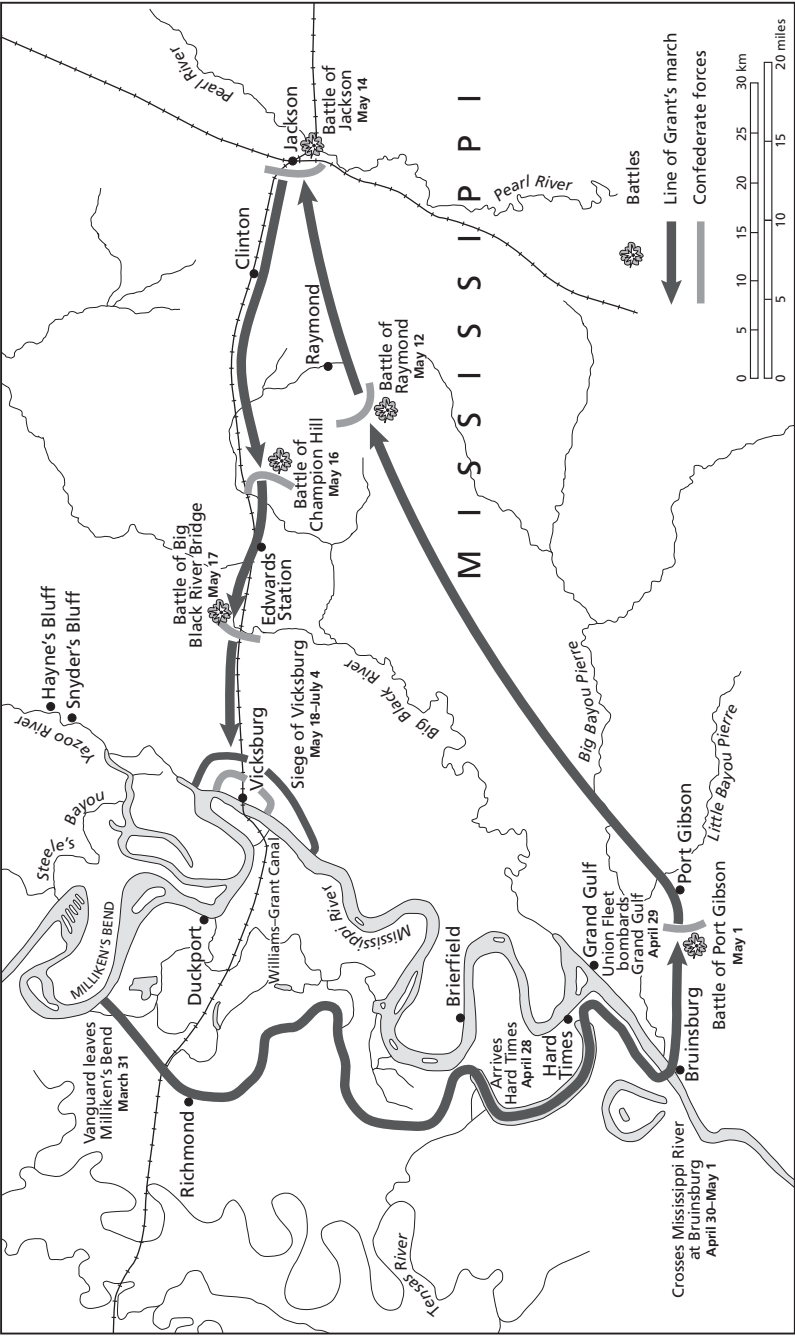 Hayne's Bluff
Snyder's Bluff
Yazoo River
Steele's
Bayou
MILLIKEN'S BEND
Vanguard leaves
Milliken's Bend
March 31
Richmond
Duckport
Williams–Grant Canal
Vicksburg
Siege of Vicksburg
May 18–July 4
Battle of Big
Black River Bridge
May 17
Edwards
Station
Battle of
Champion Hill
May 16
Clinton
Pearl River
Jackson
Battle of
Jackson
May 14
Raymond
Battle of
Raymond
May 12
Pearl River
MISSISSIPPI
Big Black River
Mississippi River
Mississippi
Brierfield
Arrives
Hard Times
April 28
Hard
Times
Grand Gulf
Union Fleet
bombards
Grand Gulf
April 29
Big Bayou Pierre
Little Bayou Pierre
Port Gibson
Battle of Port Gibson
May 1
Bruinsburg
Crosses Mississippi River
at Bruinsburg
April 30–May 1
Tensas
River
Battles
Line of Grant's march
Confederate forces
0 5 10 15 20 25 30 km
0 5 10 15 20 miles